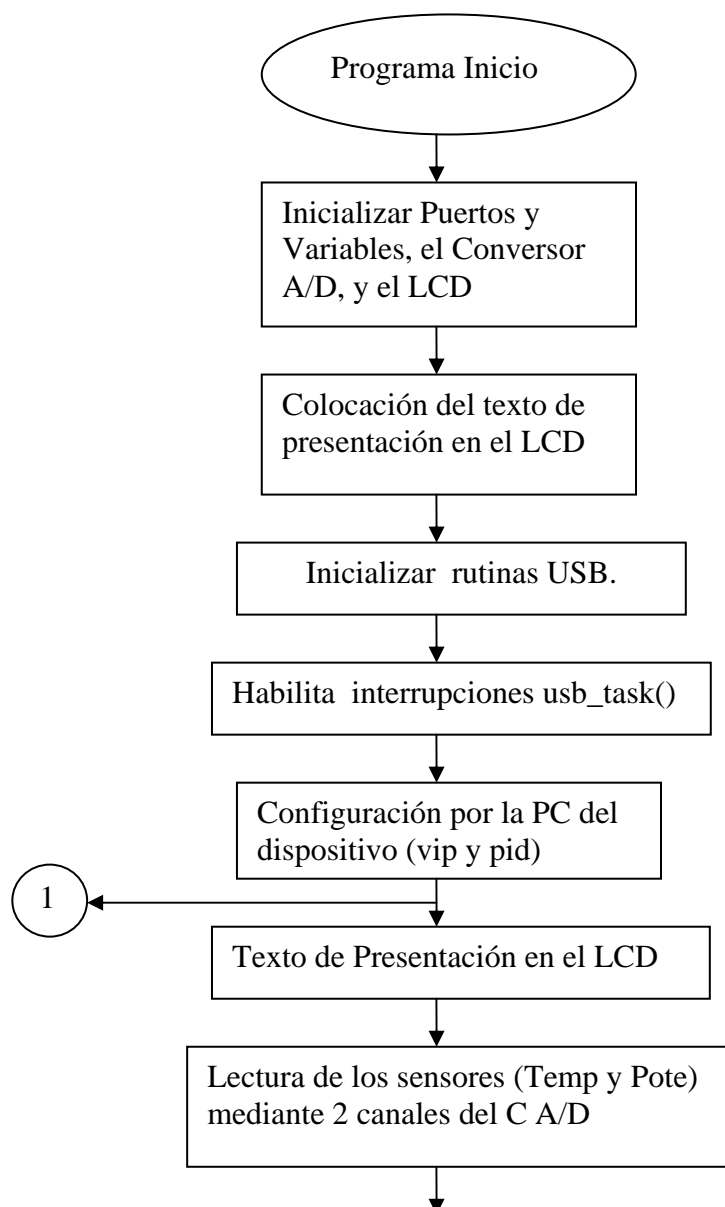 Programa Inicio
Inicializar Puertos y
Variables, el Conversor
A/D, y el LCD
Colocación del texto de
presentación en el LCD
Inicializar rutinas USB.
Habilita interrupciones usb_task()
Configuración por la PC del
dispositivo (vip y pid)
1
Texto de Presentación en el LCD
Lectura de los sensores (Temp y Pote)
mediante 2 canales del C A/D